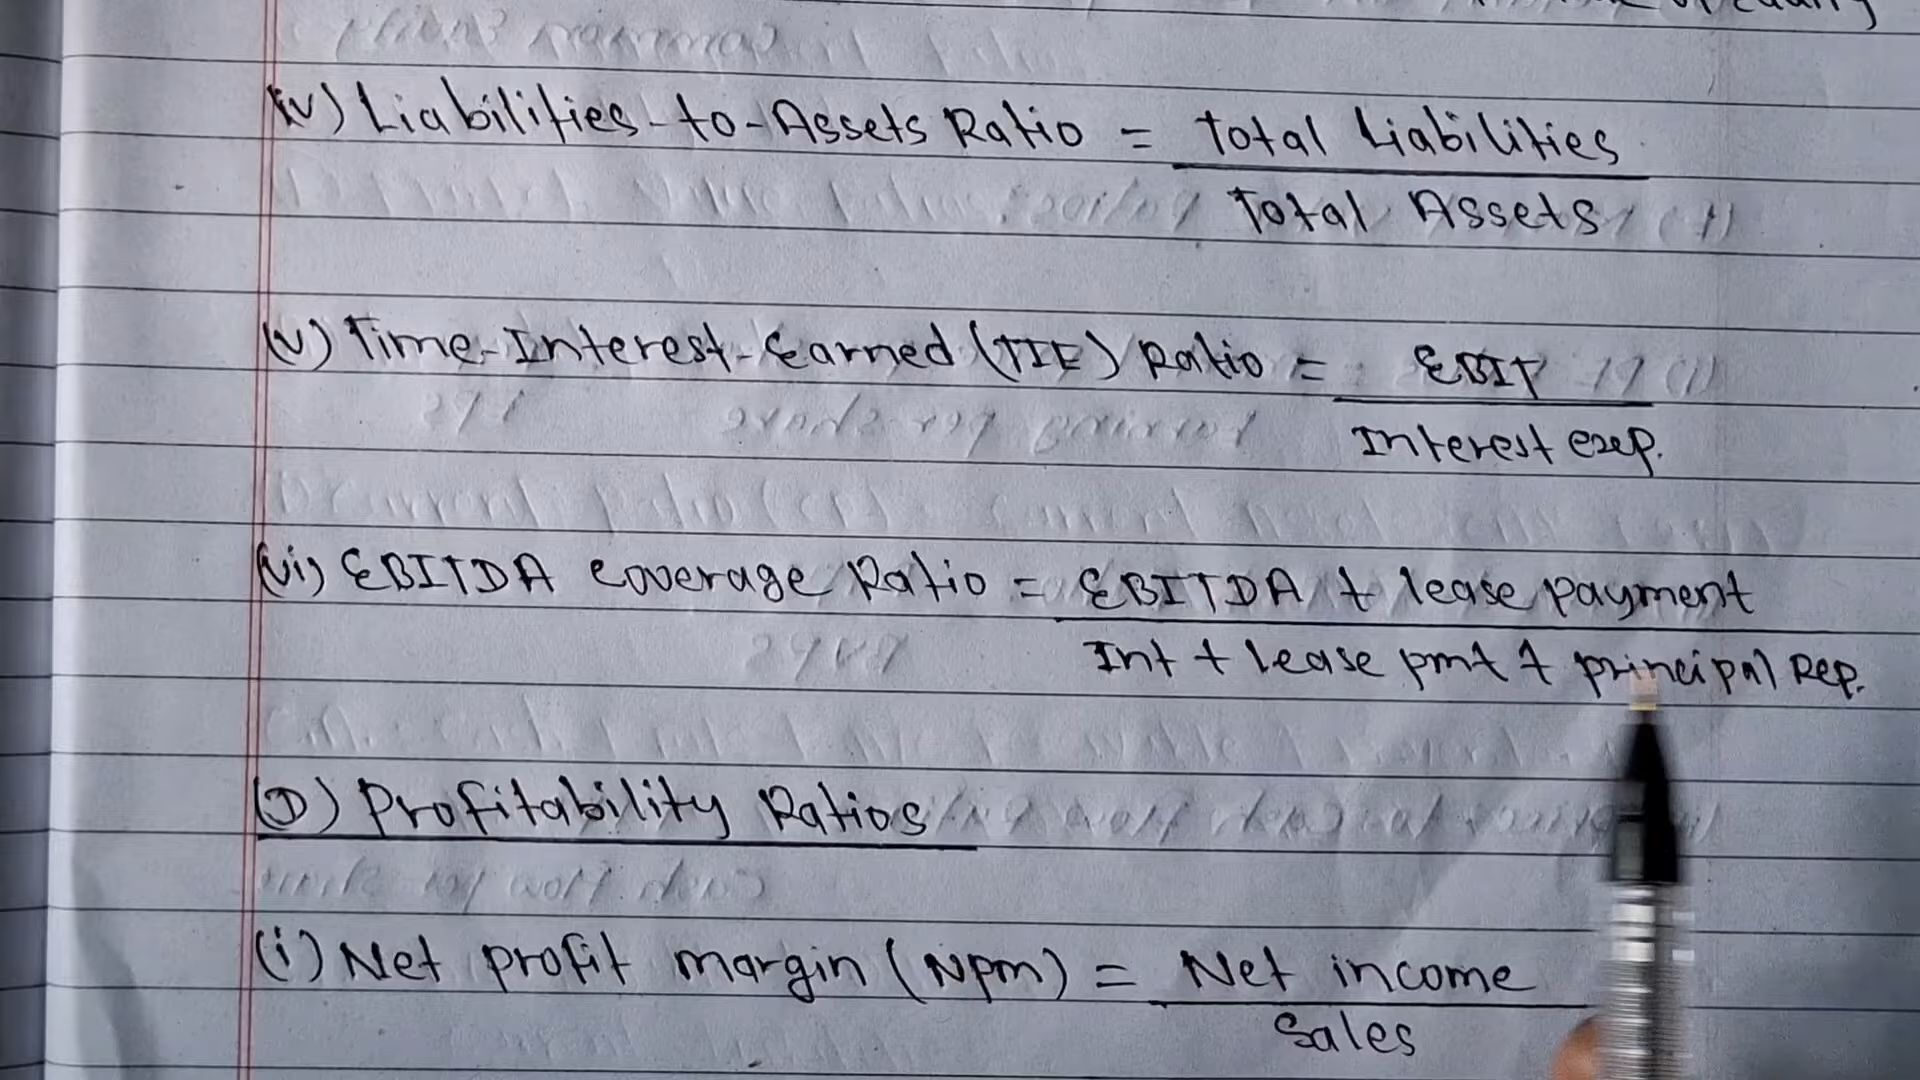 (iv) Liabilities-to-Assets Ratio = Total Liabilities
Total Assets
(v) Time-Interest-Earned (TIE) Ratio = EBIT
Interest exp.
(vi) EBITDA coverage Ratio = EBITDA + lease payment
Int + lease pmt + principal Rep.
(D) Profitability Ratios
(i) Net profit margin (NPM) = Net income
Sales